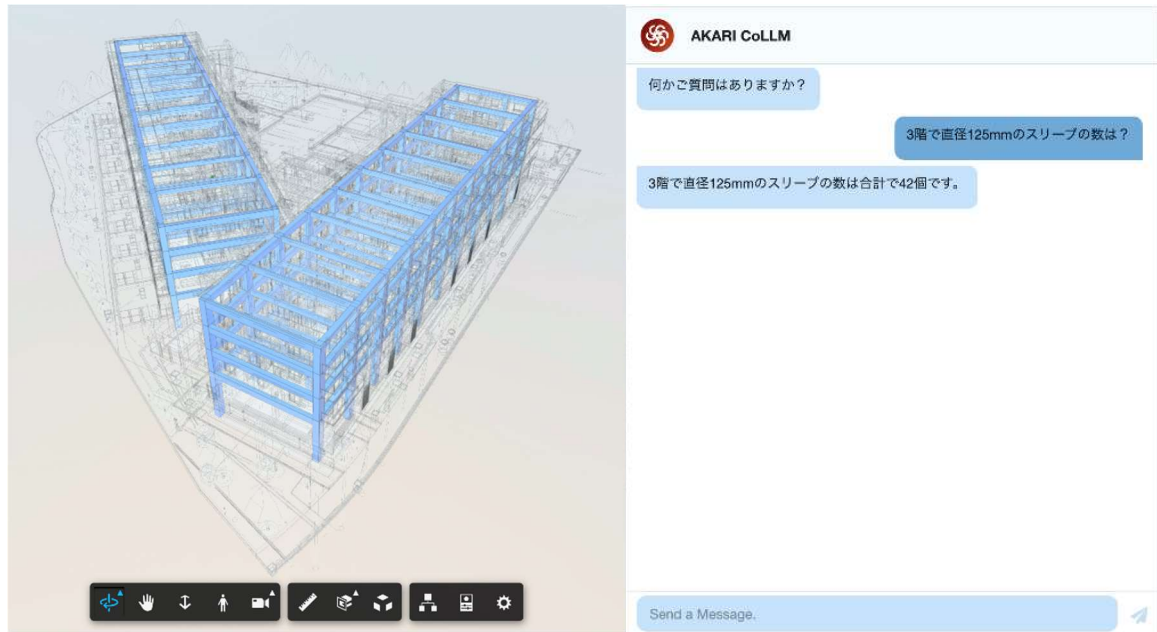 AKARI CoLLM
何かご質問はありますか？
3階で直径125mmのスリーブの数は？
3階で直径125mmのスリーブの数は合計で42個です。
Send a Message.